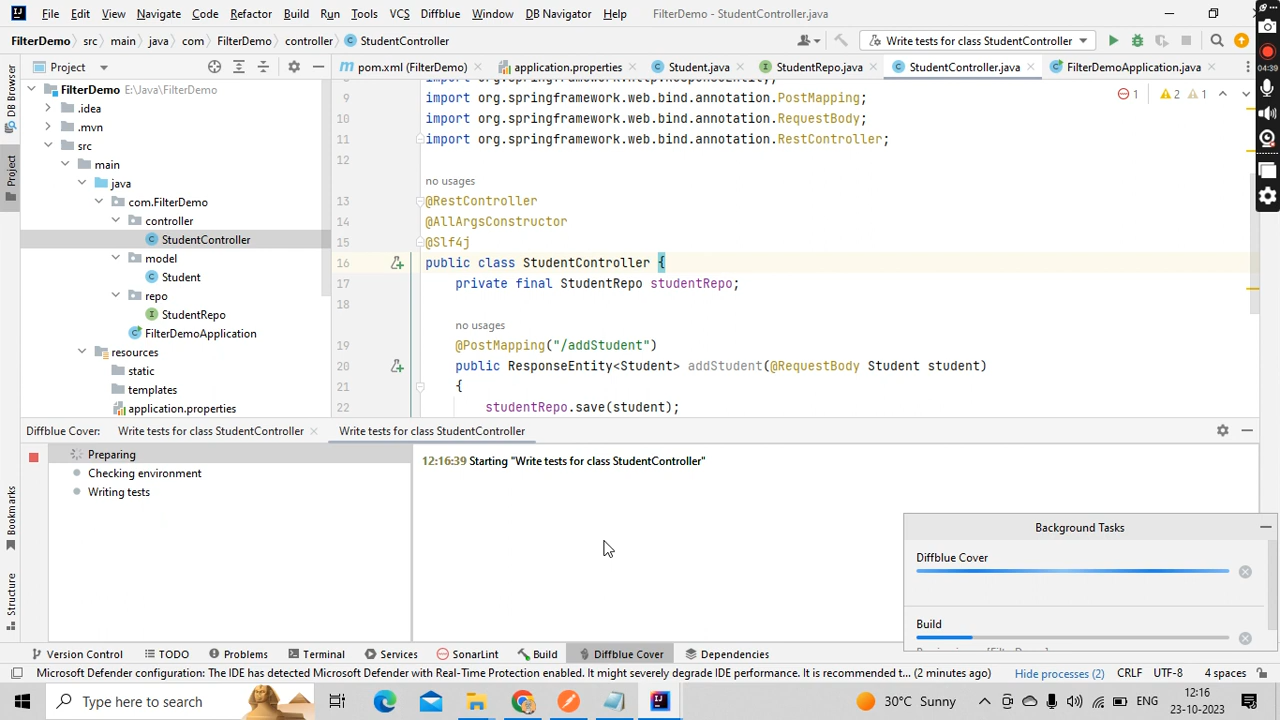 File Edit View Navigate Code Refactor Build Run Tools VCS Diffblue Window DB Navigator Help FilterDemo - StudentController.java
FilterDemo src main java com FilterDemo controller StudentController Write tests for class StudentController
04:39
Project pom.xml (FilterDemo) application.properties Student.java StudentRepo.java StudentController.java FilterDemoApplication.java
DB Browser
Project
Bookmarks
Structure
FilterDemo E:\Java\FilterDemo
.idea
.mvn
src
main
java
com.FilterDemo
controller
StudentController
model
Student
repo
StudentRepo
FilterDemoApplication
resources
static
templates
application.properties
1 2 1
9 import org.springframework.web.bind.annotation.PostMapping;
10 import org.springframework.web.bind.annotation.RequestBody;
11 import org.springframework.web.bind.annotation.RestController;
12
no usages
13 @RestController
14 @AllArgsConstructor
15 @Slf4j
16 public class StudentController {
17 private final StudentRepo studentRepo;
18
no usages
19 @PostMapping("/addStudent")
20 public ResponseEntity<Student> addStudent(@RequestBody Student student)
21 {
22 studentRepo.save(student);
Diffblue Cover: Write tests for class StudentController Write tests for class StudentController
Preparing
Checking environment
Writing tests
12:16:39 Starting "Write tests for class StudentController"
Background Tasks
Diffblue Cover
Build
Version Control TODO Problems Terminal Services SonarLint Build Diffblue Cover Dependencies
Microsoft Defender configuration: The IDE has detected Microsoft Defender with Real-Time Protection enabled. It might severely degrade IDE performance. It is recommended t... (2 minutes ago) Hide processes (2) CRLF UTF-8 4 spaces
Type here to search 30°C Sunny ENG 12:16
23-10-2023